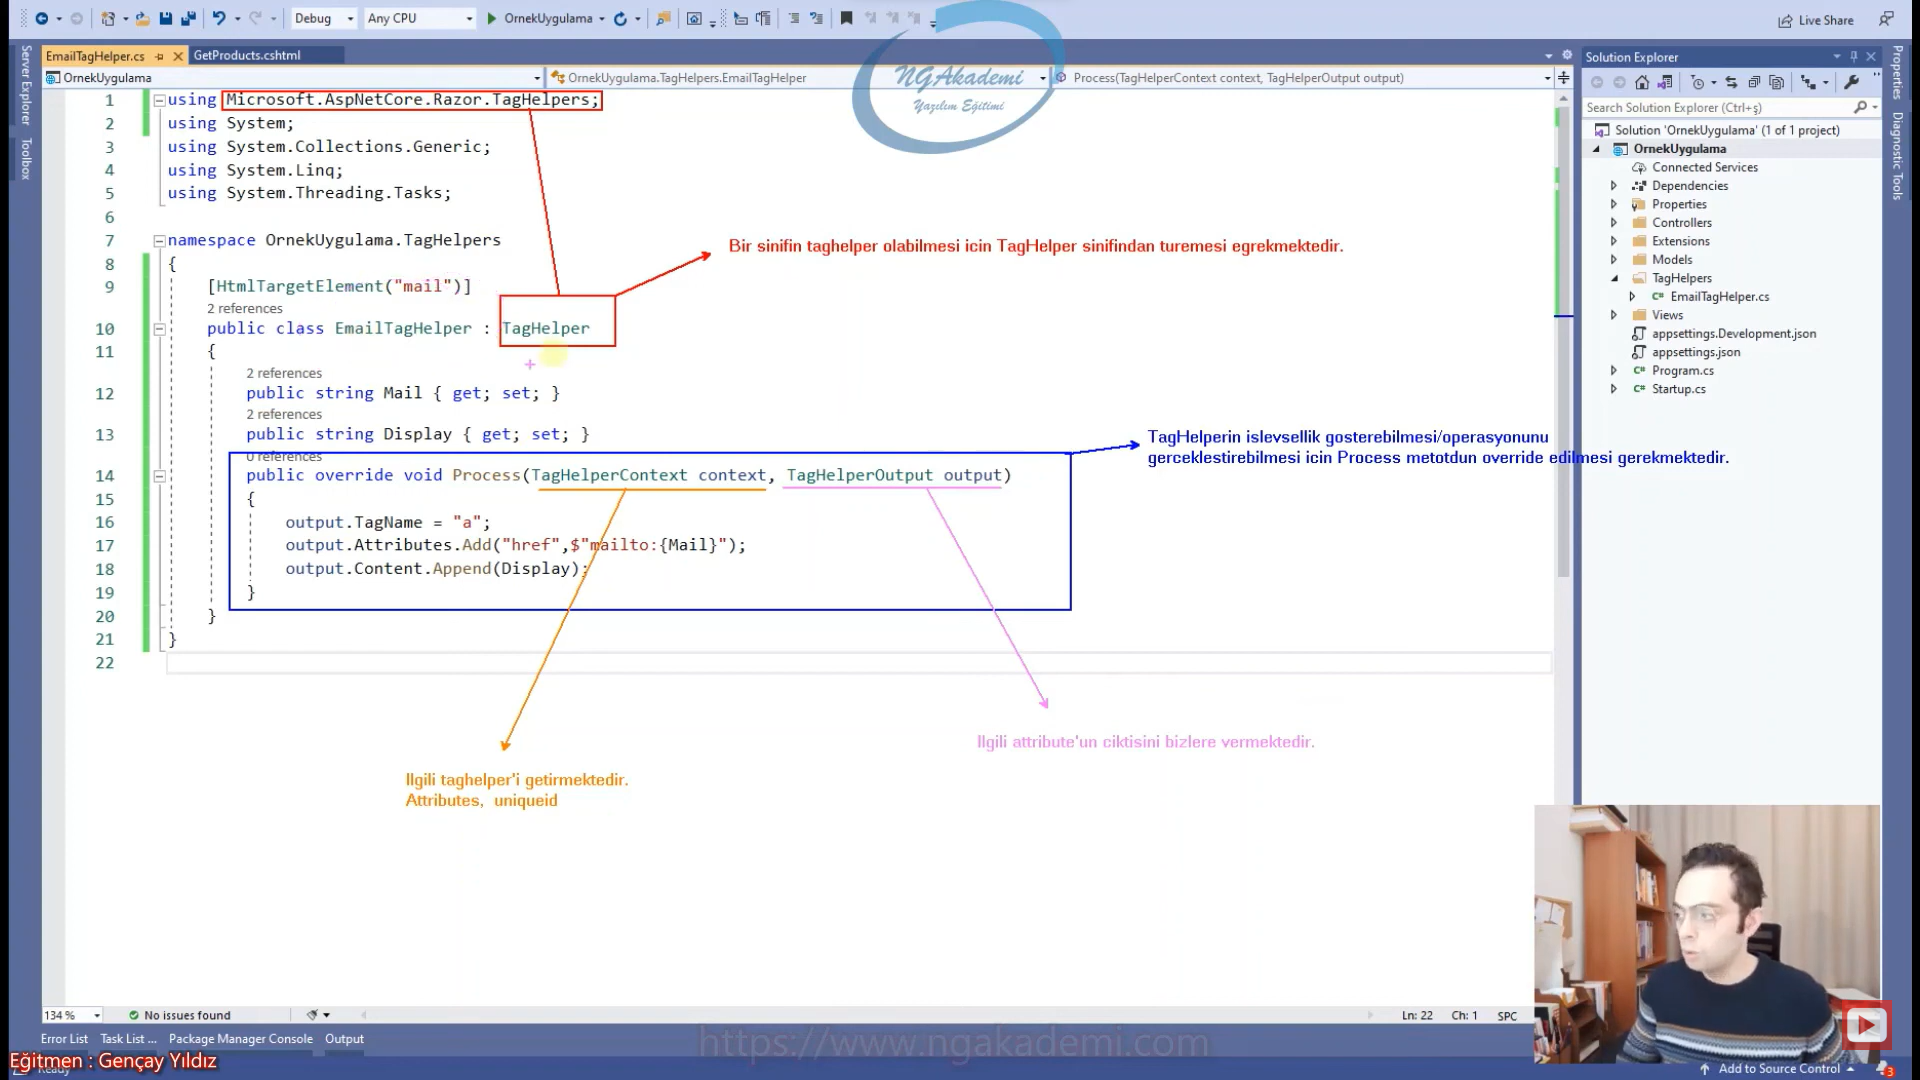 Debug
Any CPU
OrnekUygulama
Live Share
EmailTagHelper.cs
GetProducts.cshtml
OrnekUygulama
OrnekUygulama.TagHelpers.EmailTagHelper
Process(TagHelperContext context, TagHelperOutput output)
NGAkademi
Yazılım Eğitimi
Server Explorer
Toolbox
1 using Microsoft.AspNetCore.Razor.TagHelpers;
2 using System;
3 using System.Collections.Generic;
4 using System.Linq;
5 using System.Threading.Tasks;
6
7 namespace OrnekUygulama.TagHelpers
8 {
9 [HtmlTargetElement("mail")]
2 references
10 public class EmailTagHelper : TagHelper
11 {
2 references
12 public string Mail { get; set; }
2 references
13 public string Display { get; set; }
0 references
14 public override void Process(TagHelperContext context, TagHelperOutput output)
15 {
16 output.TagName = "a";
17 output.Attributes.Add("href",$"mailto:{Mail}");
18 output.Content.Append(Display);
19 }
20 }
21 }
22
Bir sinifin taghelper olabilmesi icin TagHelper sinifindan turemesi egrekmektedir.
TagHelperin islevsellik gosterebilmesi/operasyonunu
gerceklestirebilmesi icin Process metotdun override edilmesi gerekmektedir.
Ilgili attribute'un ciktisini bizlere vermektedir.
Ilgili taghelper'i getirmektedir.
Attributes, uniqueid
Solution Explorer
Search Solution Explorer (Ctrl+ş)
Solution 'OrnekUygulama' (1 of 1 project)
OrnekUygulama
Connected Services
Dependencies
Properties
Controllers
Extensions
Models
TagHelpers
EmailTagHelper.cs
Views
appsettings.Development.json
appsettings.json
Program.cs
Startup.cs
Properties
Diagnostic Tools
134 %
No issues found
Ln: 22
Ch: 1
SPC
Error List
Task List ...
Package Manager Console
Output
https://www.ngakademi.com
Eğitmen : Gençay Yıldız
Ready
Add to Source Control
3